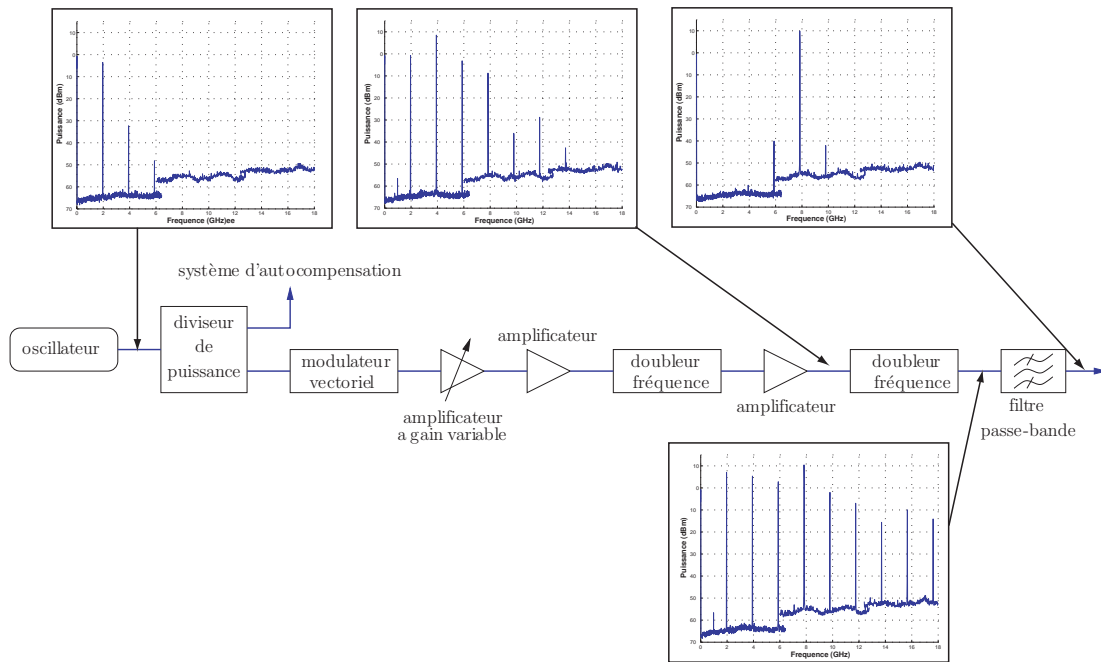 Puissance (dBm)
10
0
10
20
30
40
50
60
70
0 2 4 6 8 10 12 14 16 18
Frequence (GHz)ee
Puissance (dBm)
10
0
10
20
30
40
50
60
70
0 2 4 6 8 10 12 14 16 18
Frequence (GHz)
Puissance (dBm)
10
0
10
20
30
40
50
60
70
0 2 4 6 8 10 12 14 16 18
Frequence (GHz)
système d'autocompensation
oscillateur
diviseur
de
puissance
modulateur
vectoriel
amplificateur
a gain variable
amplificateur
doubleur
fréquence
amplificateur
doubleur
fréquence
filtre
passe-bande
Puissance (dBm)
10
0
10
20
30
40
50
60
70
0 2 4 6 8 10 12 14 16 18
Frequence (GHz)